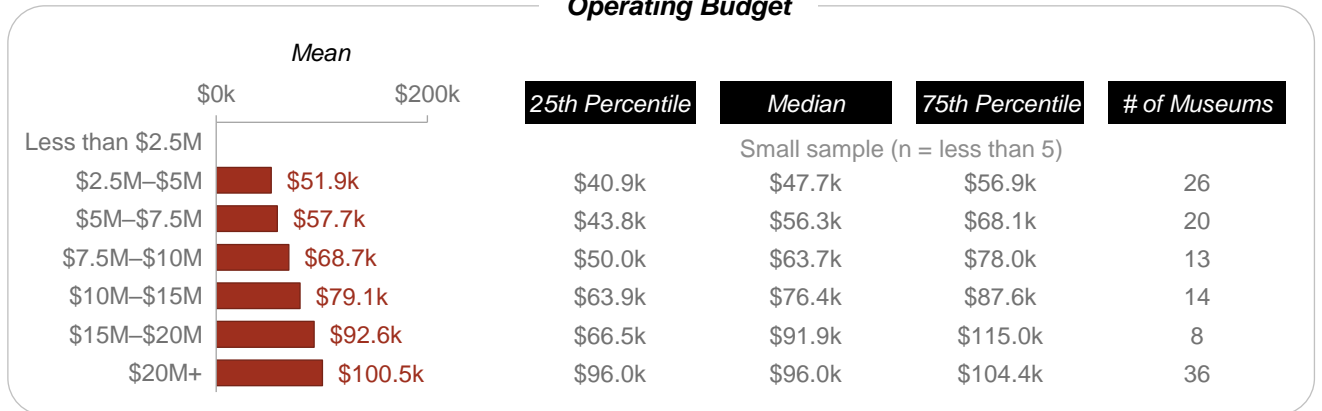 Operating Budget
Mean
$0k $200k 25th Percentile Median 75th Percentile # of Museums
Less than $2.5M Small sample (n = less than 5)
$2.5M–$5M $51.9k $40.9k $47.7k $56.9k 26
$5M–$7.5M $57.7k $43.8k $56.3k $68.1k 20
$7.5M–$10M $68.7k $50.0k $63.7k $78.0k 13
$10M–$15M $79.1k $63.9k $76.4k $87.6k 14
$15M–$20M $92.6k $66.5k $91.9k $115.0k 8
$20M+ $100.5k $96.0k $96.0k $104.4k 36